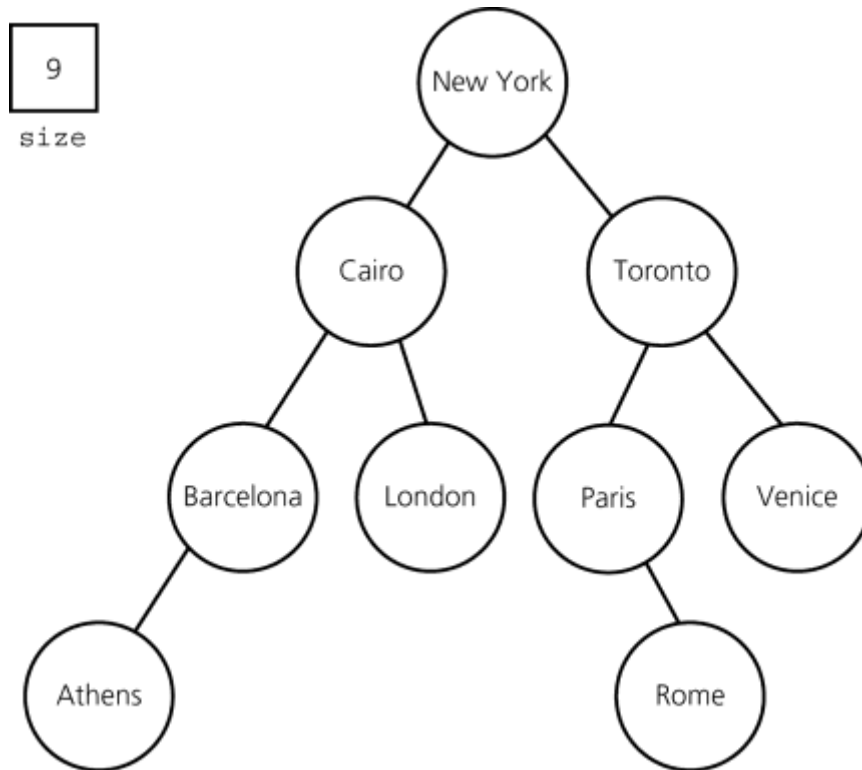 9
size
New York
Cairo
Toronto
Barcelona
London
Paris
Venice
Athens
Rome